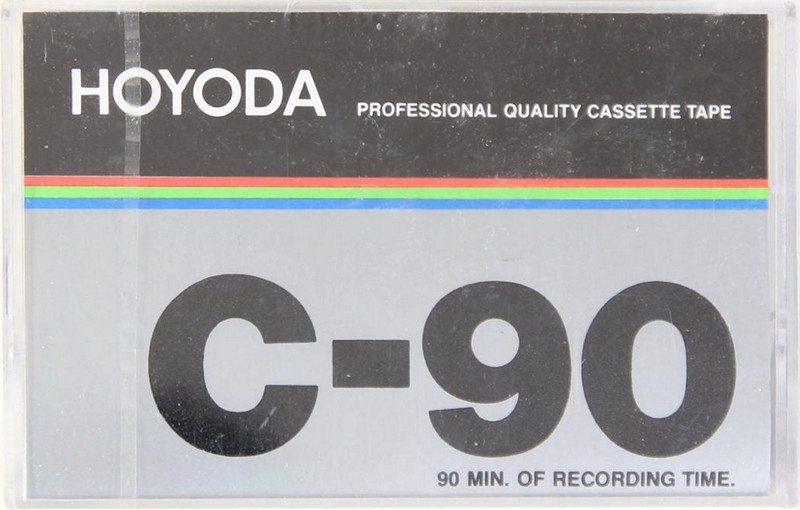 HOYODA PROFESSIONAL QUALITY CASSETTE TAPE
C-90
90 MIN. OF RECORDING TIME.